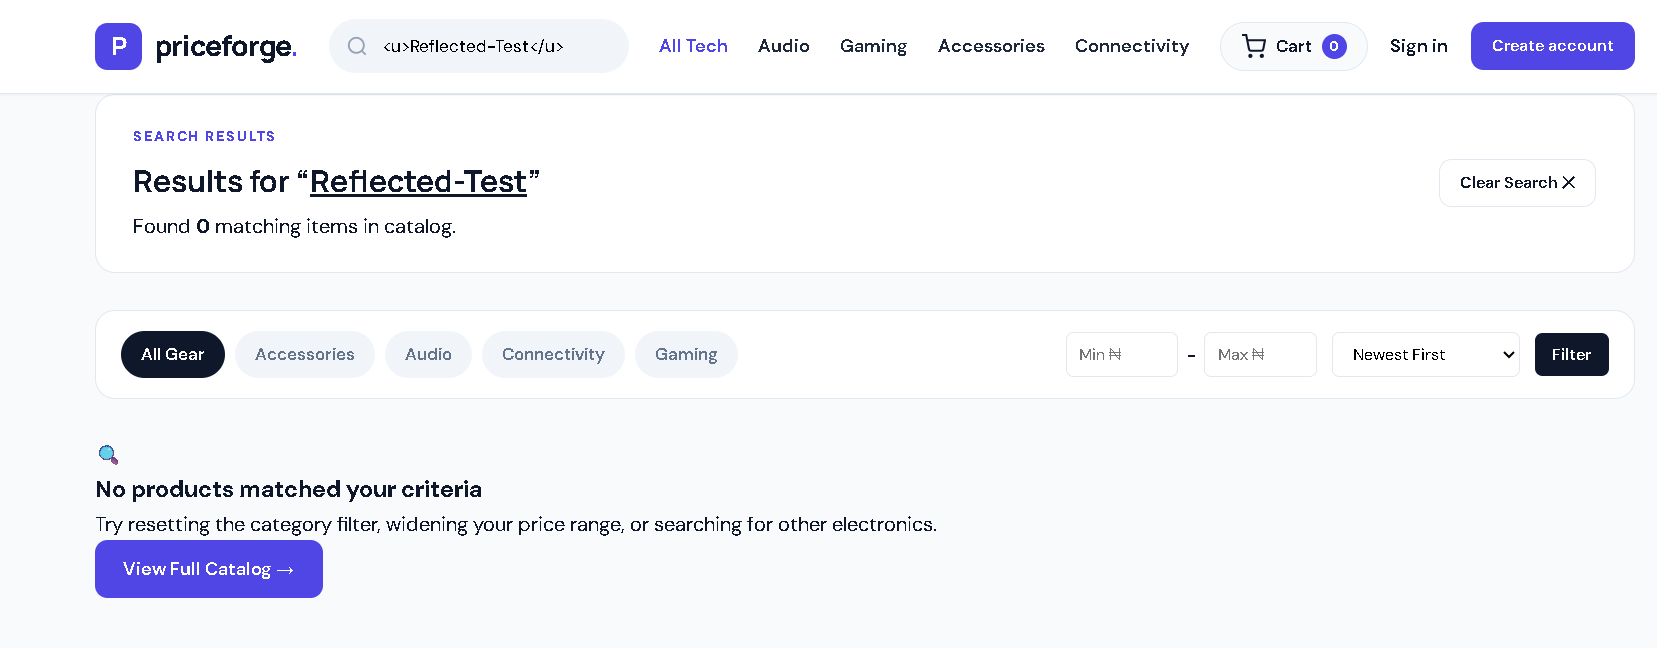 P priceforge. <u>Reflected-Test</u> All Tech Audio Gaming Accessories Connectivity Cart 0 Sign in Create account
SEARCH RESULTS
Results for “Reflected-Test”
Clear Search ✕
Found 0 matching items in catalog.
All Gear Accessories Audio Connectivity Gaming Min ₦ - Max ₦ Newest First Filter
No products matched your criteria
Try resetting the category filter, widening your price range, or searching for other electronics.
View Full Catalog →